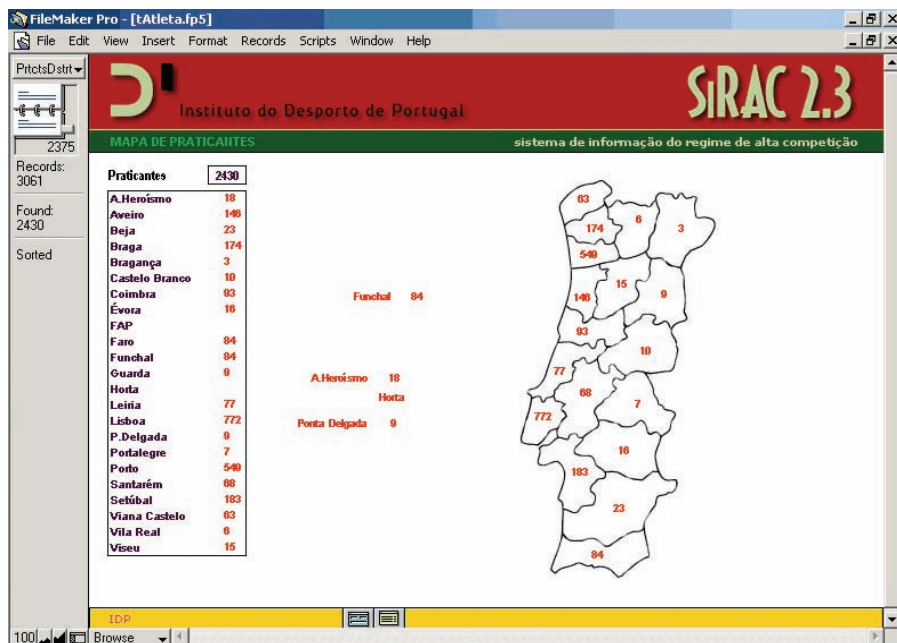 FileMaker Pro - [tAtleta.fp5]
File Edit View Insert Format Records Scripts Window Help
PrtctsDstrt
2375
Records:
3061
Found:
2430
Sorted
Instituto do Desporto de Portugal
SiRAC 2.3
MAPA DE PRATICANTES
sistema de informação do regime de alta competição
Praticantes 2430
A.Heroísmo 18
Aveiro 146
Beja 23
Braga 174
Bragança 3
Castelo Branco 10
Coimbra 93
Évora 16
FAP
Faro 84
Funchal 84
Guarda 9
Horta
Leiria 77
Lisboa 772
P.Delgada 9
Portalegre 7
Porto 549
Santarém 68
Setúbal 183
Viana Castelo 63
Vila Real 6
Viseu 15
Funchal 84
A.Heroísmo 18
Horta
Ponta Delgada 9
63
6
3
174
549
15
9
146
93
10
77
68
7
772
16
183
23
84
IDP
100 Browse